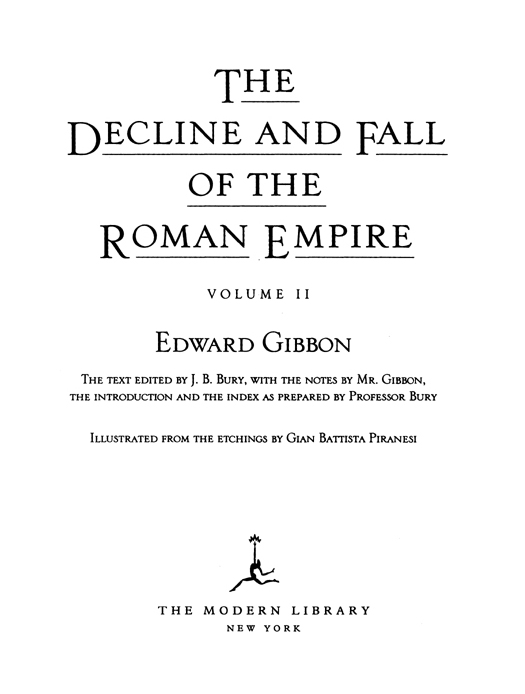 THE
DECLINE AND FALL
OF THE
ROMAN EMPIRE
VOLUME II
EDWARD GIBBON
THE TEXT EDITED BY J. B. BURY, WITH THE NOTES BY MR. GIBBON,
THE INTRODUCTION AND THE INDEX AS PREPARED BY PROFESSOR BURY
ILLUSTRATED FROM THE ETCHINGS BY GIAN BATTISTA PIRANESI
THE MODERN LIBRARY
NEW YORK